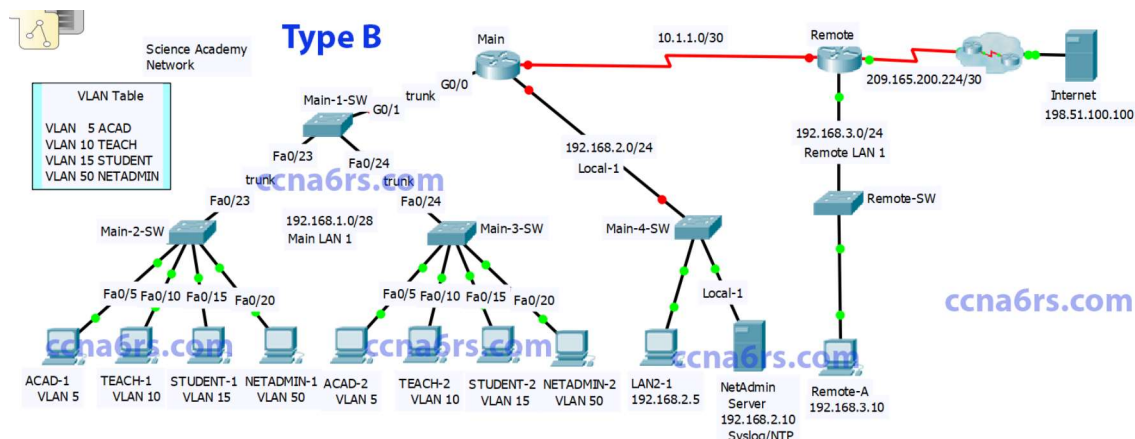 Science Academy
Network
Type B
VLAN Table
VLAN 5 ACAD
VLAN 10 TEACH
VLAN 15 STUDENT
VLAN 50 NETADMIN
Main
10.1.1.0/30
Remote
209.165.200.224/30
Internet
198.51.100.100
G0/0
trunk
G0/1
Main-1-SW
Fa0/23
Fa0/24
trunk
trunk
Fa0/23
Fa0/24
ccna6rs.com
192.168.1.0/28
Main LAN 1
192.168.2.0/24
Local-1
192.168.3.0/24
Remote LAN 1
Remote-SW
Main-2-SW
Main-3-SW
Main-4-SW
Fa0/5
Fa0/10
Fa0/15
Fa0/20
Fa0/5
Fa0/10
Fa0/15
Fa0/20
Local-1
ccna6rs.com
ccna6rs.com
ccna6rs.com
ccna6rs.com
ACAD-1
VLAN 5
TEACH-1
VLAN 10
STUDENT-1
VLAN 15
NETADMIN-1
VLAN 50
ACAD-2
VLAN 5
TEACH-2
VLAN 10
STUDENT-2
VLAN 15
NETADMIN-2
VLAN 50
LAN2-1
192.168.2.5
NetAdmin
Server
192.168.2.10
Syslog/NTP
Remote-A
192.168.3.10